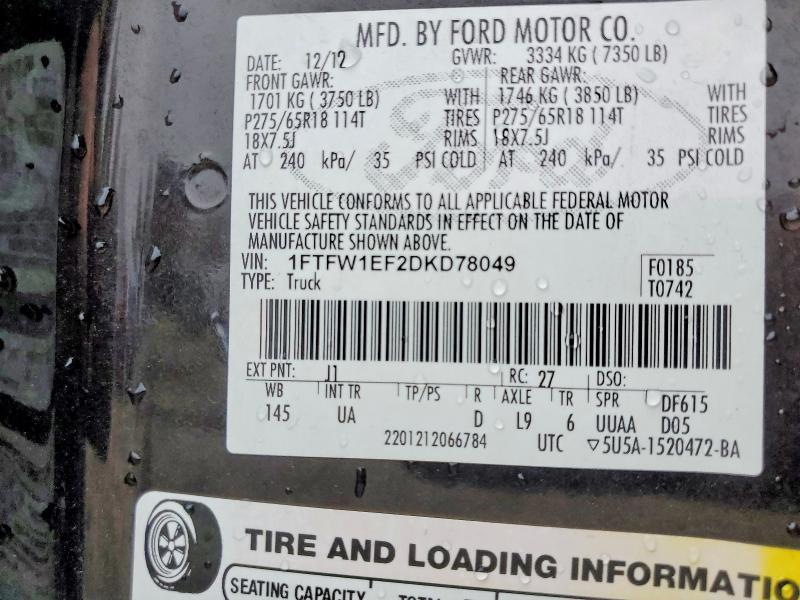 MFD. BY FORD MOTOR CO.
DATE: 12/12 GVWR: 3334 KG ( 7350 LB)
FRONT GAWR: REAR GAWR:
1701 KG ( 3750 LB) WITH 1746 KG ( 3850 LB) WITH
P275/65R18 114T TIRES P275/65R18 114T TIRES
18X7.5J RIMS 18X7.5J RIMS
AT 240 kPa/ 35 PSI COLD AT 240 kPa/ 35 PSI COLD
Ford
THIS VEHICLE CONFORMS TO ALL APPLICABLE FEDERAL MOTOR
VEHICLE SAFETY STANDARDS IN EFFECT ON THE DATE OF
MANUFACTURE SHOWN ABOVE.
VIN: 1FTFW1EF2DKD78049 F0185
TYPE: Truck T0742
EXT PNT: J1 RC: 27 DSO:
WB INT TR TP/PS R AXLE TR SPR DF615
145 UA D L9 6 UUAA D05
2201212066784 UTC ▽5U5A-1520472-BA
TIRE AND LOADING INFORMATIO
SEATING CAPACITY